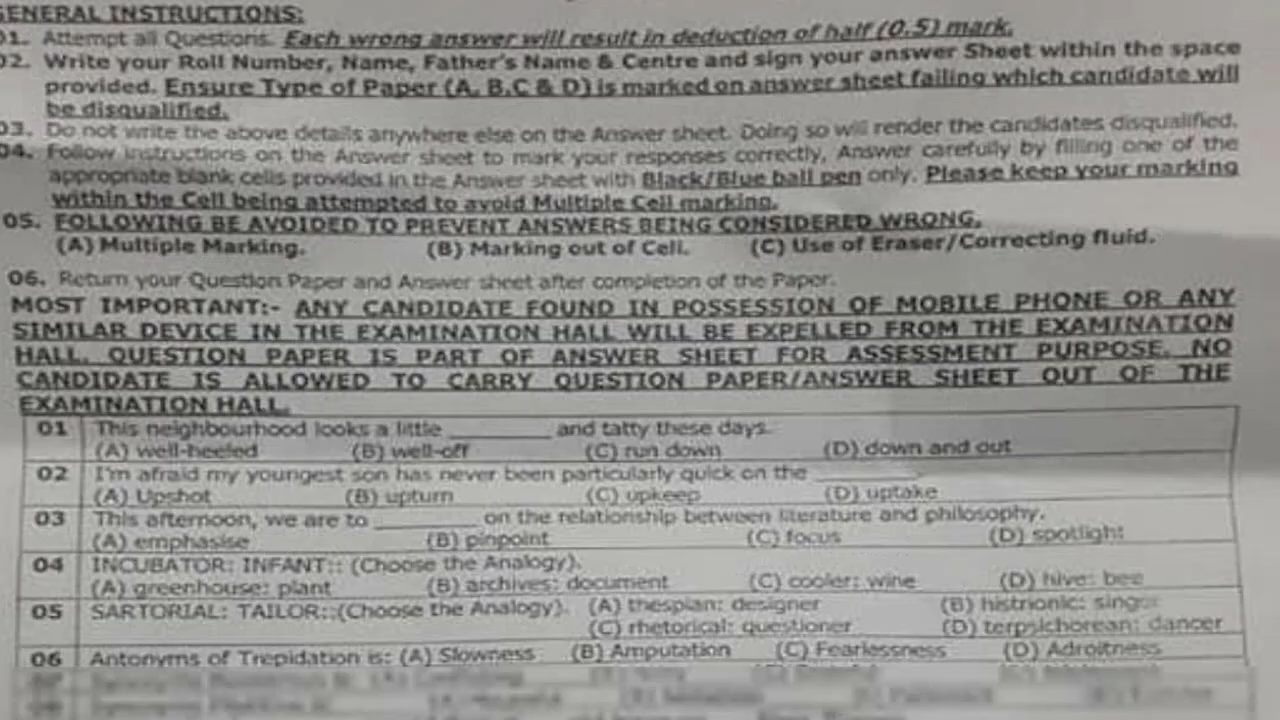 GENERAL INSTRUCTIONS:
01. Attempt all Questions. Each wrong answer will result in deduction of half (0.5) mark.
02. Write your Roll Number, Name, Father's Name & Centre and sign your answer Sheet within the space
provided. Ensure Type of Paper (A, B,C & D) is marked on answer sheet failing which candidate will
be disqualified.
03. Do not write the above details anywhere else on the Answer sheet. Doing so will render the candidates disqualified.
04. Follow instructions on the Answer sheet to mark your responses correctly, Answer carefully by filling one of the
appropriate blank cells provided in the Answer sheet with Black/Blue ball pen only. Please keep your marking
within the Cell being attempted to avoid Multiple Cell marking.
05. FOLLOWING BE AVOIDED TO PREVENT ANSWERS BEING CONSIDERED WRONG.
(A) Multiple Marking. (B) Marking out of Cell. (C) Use of Eraser/Correcting fluid.
06. Return your Question Paper and Answer sheet after completion of the Paper.
MOST IMPORTANT:- ANY CANDIDATE FOUND IN POSSESSION OF MOBILE PHONE OR ANY
SIMILAR DEVICE IN THE EXAMINATION HALL WILL BE EXPELLED FROM THE EXAMINATION
HALL. QUESTION PAPER IS PART OF ANSWER SHEET FOR ASSESSMENT PURPOSE. NO
CANDIDATE IS ALLOWED TO CARRY QUESTION PAPER/ANSWER SHEET OUT OF THE
EXAMINATION HALL.
01 This neighbourhood looks a little ________ and tatty these days.
(A) well-heeled (B) well-off (C) run down (D) down and out
02 I'm afraid my youngest son has never been particularly quick on the ________
(A) Upshot (B) upturn (C) upkeep (D) uptake
03 This afternoon, we are to ________ on the relationship between literature and philosophy.
(A) emphasise (B) pinpoint (C) focus (D) spotlight
04 INCUBATOR: INFANT:: (Choose the Analogy).
(A) greenhouse: plant (B) archives: document (C) cooler: wine (D) hive: bee
05 SARTORIAL: TAILOR::(Choose the Analogy). (A) thespian: designer (B) histrionic: singer
(C) rhetorical: questioner (D) terpsichorean: dancer
06 Antonyms of Trepidation is: (A) Slowness (B) Amputation (C) Fearlessness (D) Adroitness